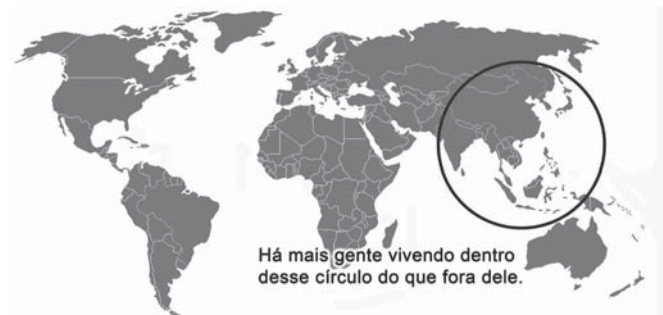 Há mais gente vivendo dentro
desse círculo do que fora dele.